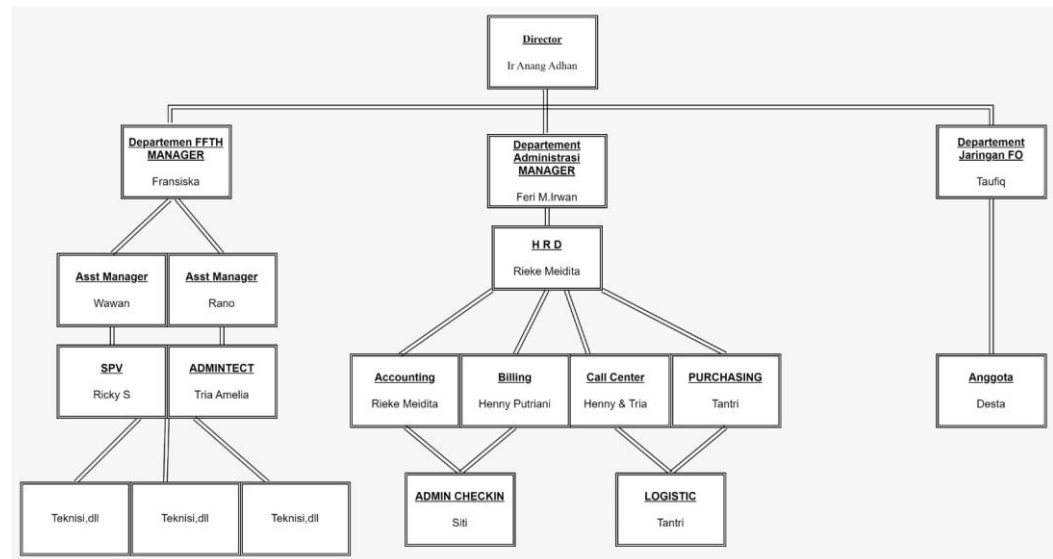 Director
Ir Anang Adhan
Departemen FFTH
MANAGER
Fransiska
Departement
Administrasi
MANAGER
Feri M.Irwan
Departement
Jaringan FO
Taufiq
H R D
Rieke Meidita
Asst Manager
Wawan
Asst Manager
Rano
SPV
Ricky S
ADMINTECT
Tria Amelia
Accounting
Rieke Meidita
Billing
Henny Putriani
Call Center
Henny & Tria
PURCHASING
Tantri
Anggota
Desta
Teknisi,dll
Teknisi,dll
Teknisi,dll
ADMIN CHECKIN
Siti
LOGISTIC
Tantri